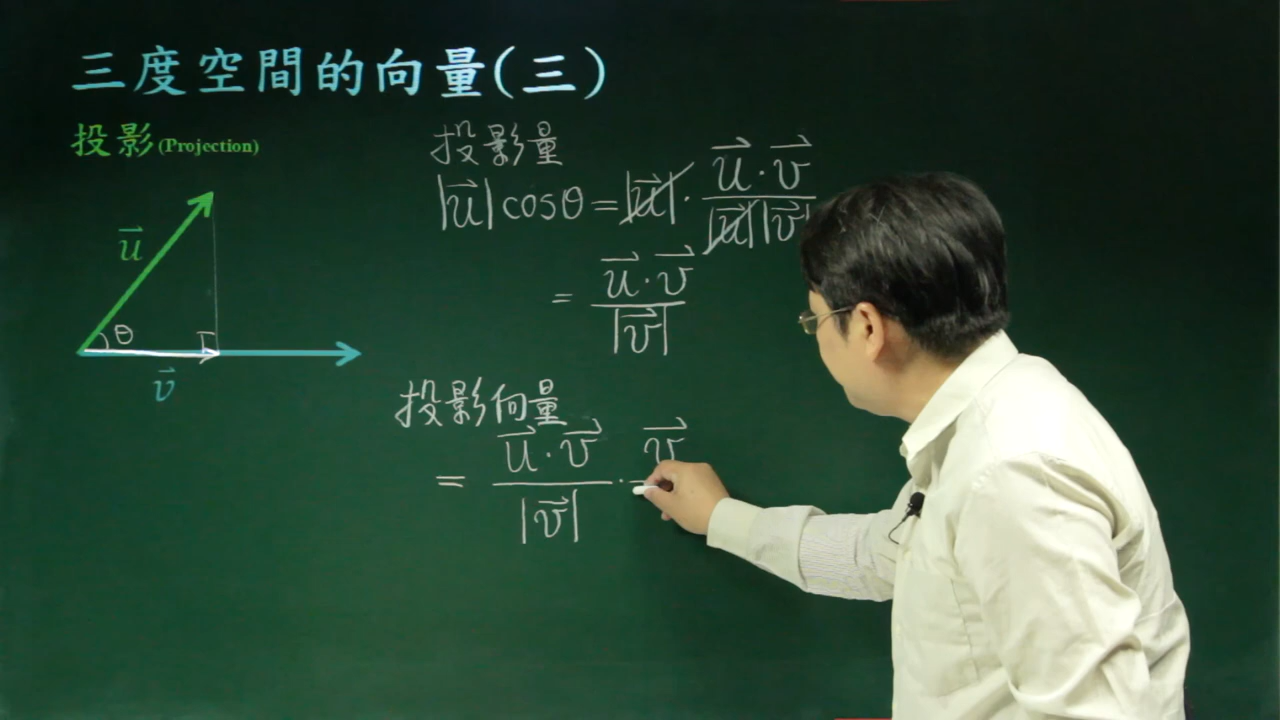 三度空間的向量(三)
投影(Projection)
u⃗
θ
v⃗
投影量
|u⃗|cosθ=|u⃗|·(u⃗·v⃗)/(|u⃗||v⃗|)
=(u⃗·v⃗)/|v⃗|
投影向量
=(u⃗·v⃗)/|v⃗|·v⃗